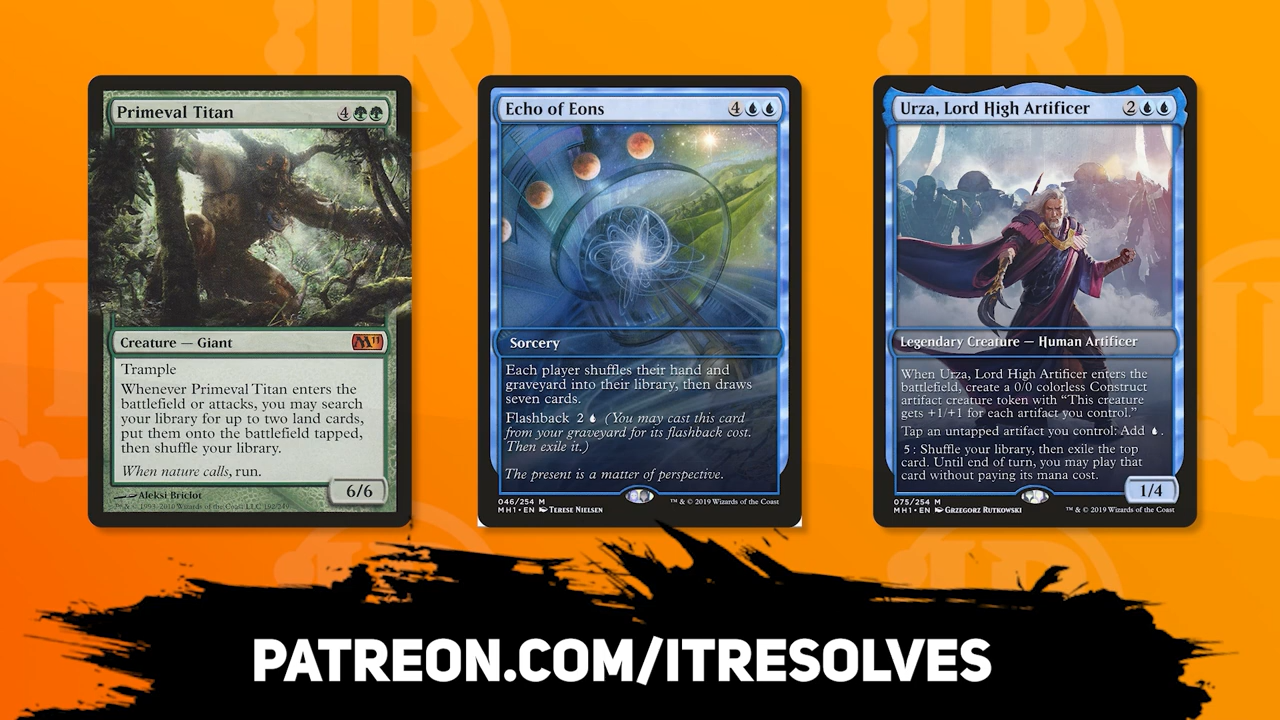 Primeval Titan 4
Creature — Giant
M11
Trample
Whenever Primeval Titan enters the
battlefield or attacks, you may search
your library for up to two land cards,
put them onto the battlefield tapped,
then shuffle your library.
When nature calls, run.
6/6
Aleksi Briclot
Echo of Eons 4
Sorcery
Each player shuffles their hand and
graveyard into their library, then draws
seven cards.
Flashback 2 (You may cast this card
from your graveyard for its flashback cost.
Then exile it.)
The present is a matter of perspective.
046/254 M
MH1 • EN TERESE NIELSEN
™ & © 2019 Wizards of the Coast
Urza, Lord High Artificer 2
Legendary Creature — Human Artificer
When Urza, Lord High Artificer enters the
battlefield, create a 0/0 colorless Construct
artifact creature token with “This creature
gets +1/+1 for each artifact you control.”
Tap an untapped artifact you control: Add .
5: Shuffle your library, then exile the top
card. Until end of turn, you may play that
card without paying its mana cost.
1/4
075/254 M
MH1 • EN GRZEGORZ RUTKOWSKI
™ & © 2019 Wizards of the Coast
PATREON.COM/ITRESOLVES